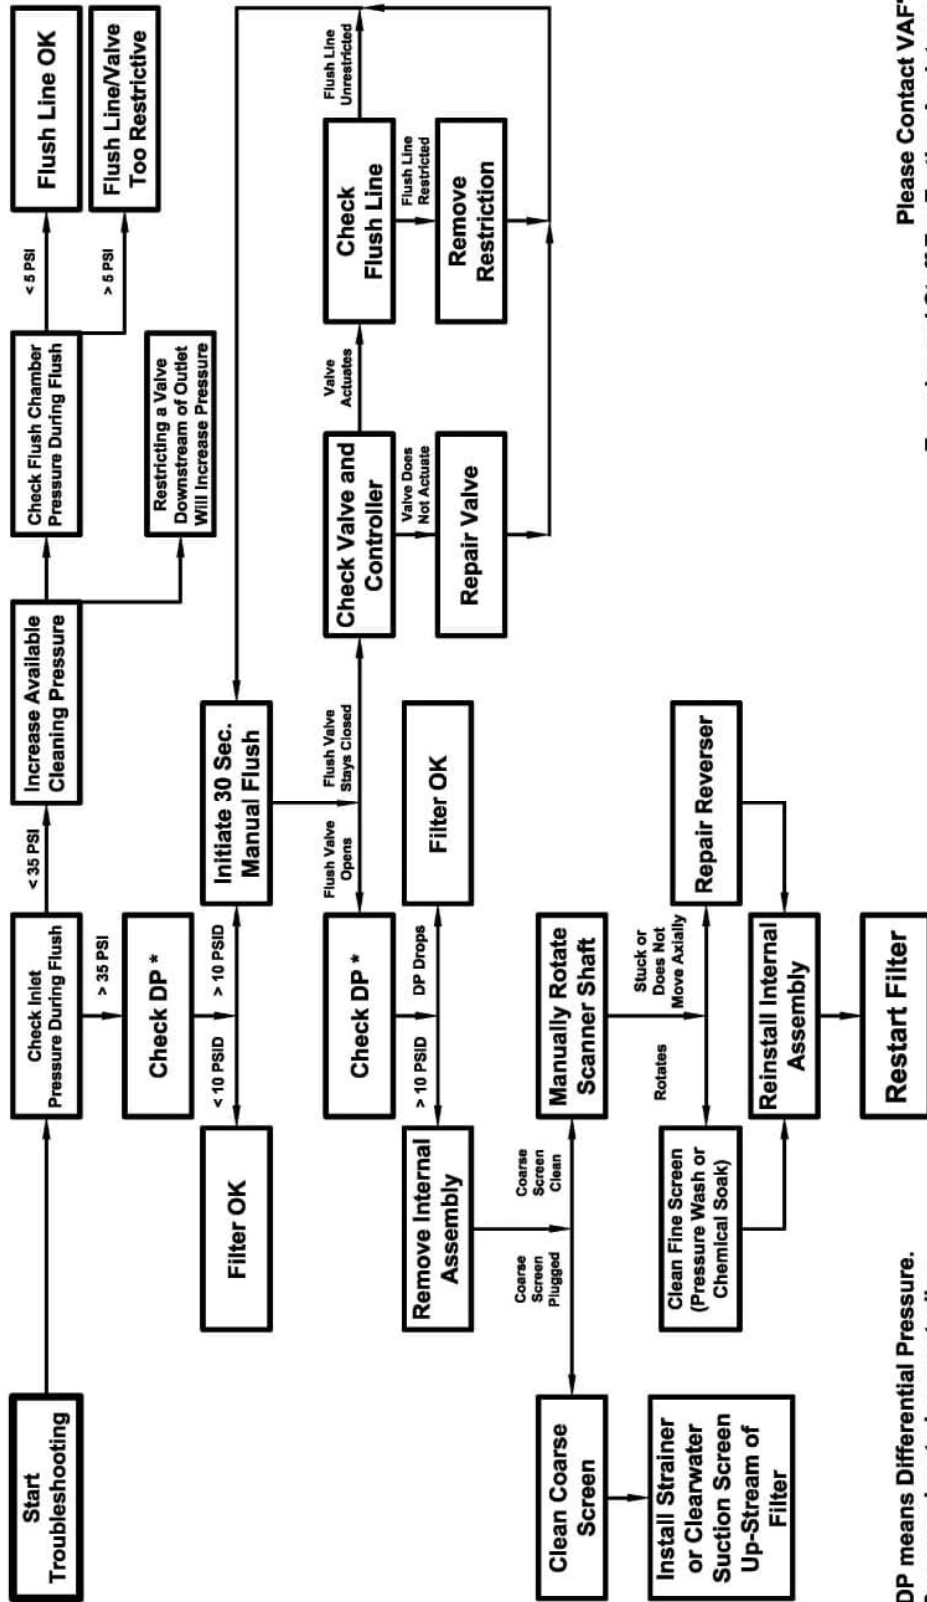 Start
Troubleshooting
Check Inlet
Pressure During Flush
< 35 PSI
Increase Available
Cleaning Pressure
Check Flush Chamber
Pressure During Flush
< 5 PSI
Flush Line OK
> 5 PSI
Flush Line/Valve
Too Restrictive
Restricting a Valve
Downstream of Outlet
Will Increase Pressure
> 35 PSI
Check DP *
< 10 PSID
> 10 PSID
Filter OK
Initiate 30 Sec.
Manual Flush
Flush Valve
Opens
Flush Valve
Stays Closed
Check Valve and
Controller
Valve
Actuates
Check
Flush Line
Flush Line
Unrestricted
Valve Does
Not Actuate
Repair Valve
Flush Line
Restricted
Remove
Restriction
Check DP *
> 10 PSID
DP Drops
Remove Internal
Assembly
Filter OK
Coarse
Screen
Plugged
Coarse
Screen
Clean
Clean Coarse
Screen
Install Strainer
or Clearwater
Suction Screen
Up-Stream of
Filter
Manually Rotate
Scanner Shaft
Rotates
Stuck or
Does Not
Move Axially
Clean Fine Screen
(Pressure Wash or
Chemical Soak)
Repair Reverser
Reinstall Internal
Assembly
Restart Filter
DP means Differential Pressure.
Please Contact VAF'